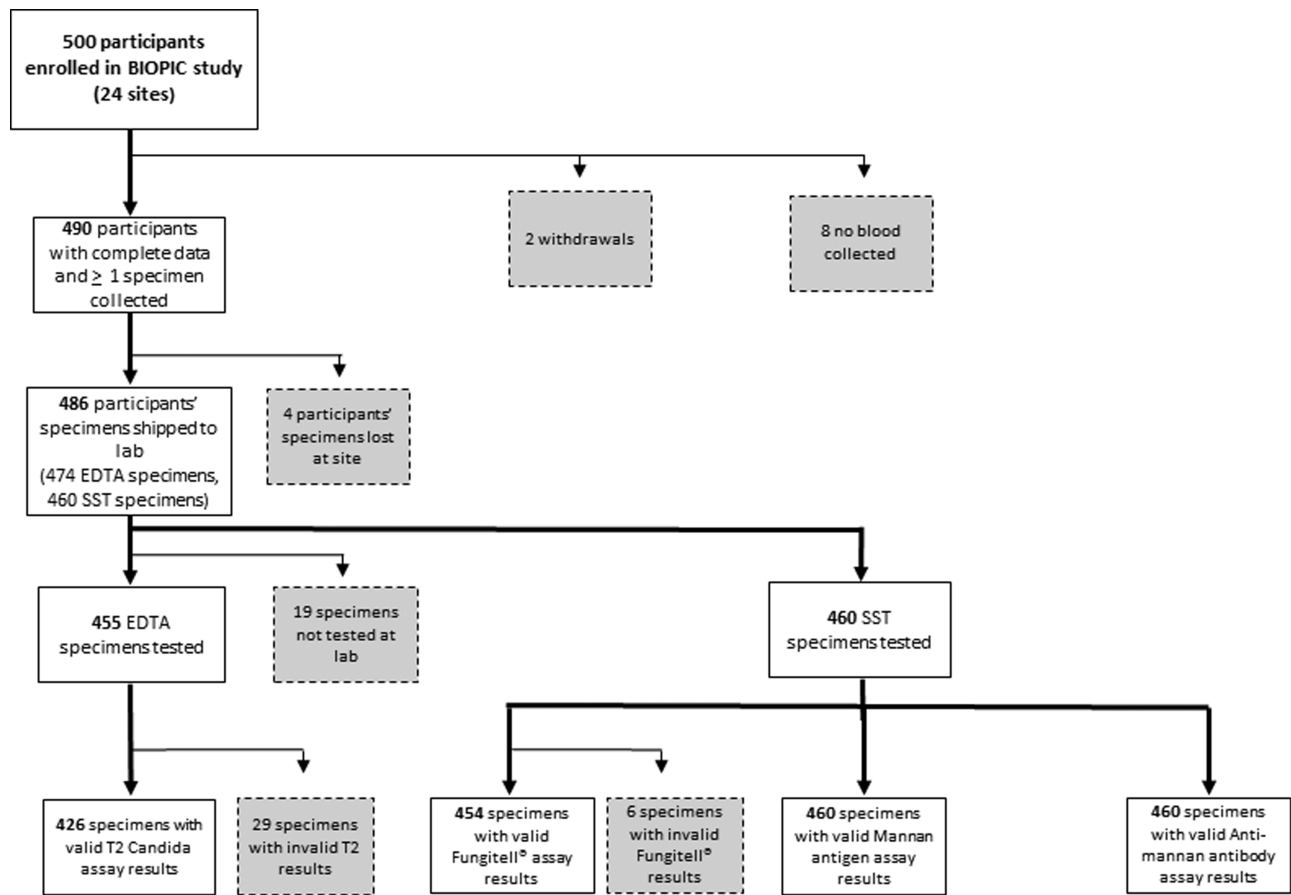 500 participants
enrolled in BIOPIC study
(24 sites)
2 withdrawals
8 no blood
collected
490 participants
with complete data
and ≥ 1 specimen
collected
486 participants'
specimens shipped to
lab
(474 EDTA specimens,
460 SST specimens)
4 participants'
specimens lost
at site
455 EDTA
specimens tested
19 specimens
not tested at
lab
460 SST
specimens tested
426 specimens with
valid T2 Candida
assay results
29 specimens
with invalid T2
results
454 specimens
with valid
Fungitell® assay
results
6 specimens
with invalid
Fungitell®
results
460 specimens
with valid Mannan
antigen assay
results
460 specimens
with valid Anti-
mannan antibody
assay results